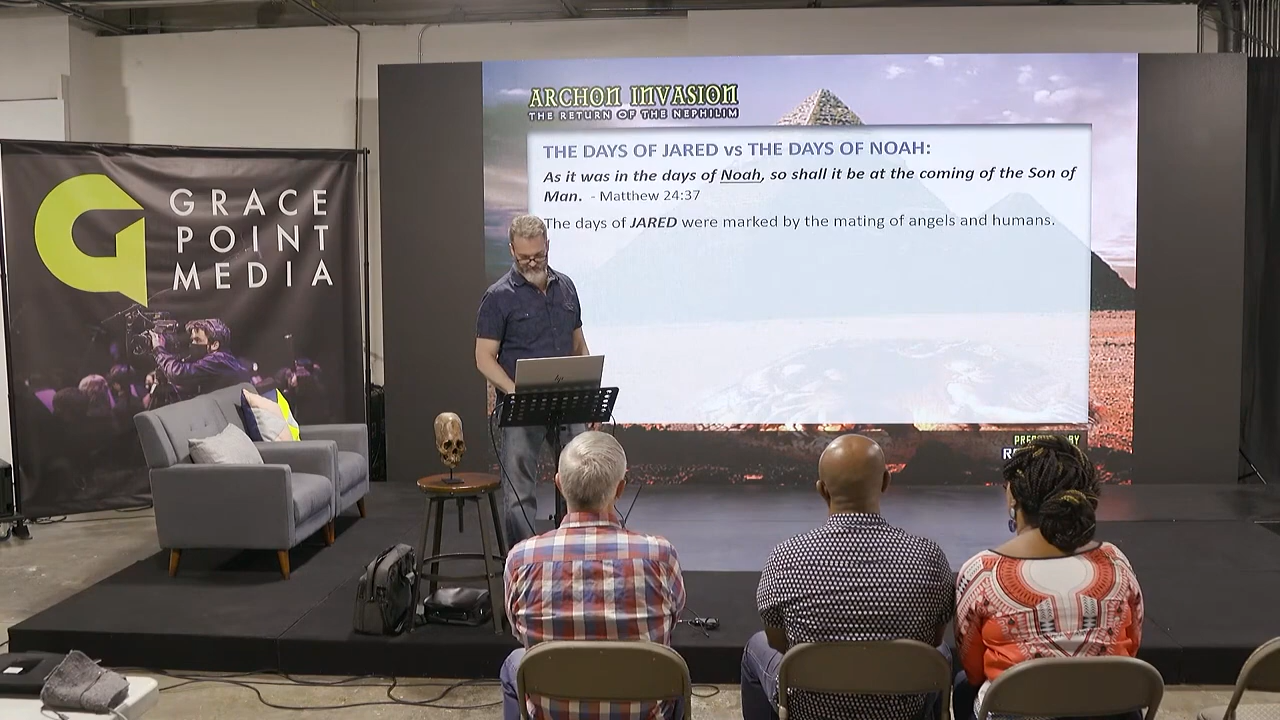 ARCHON INVASION
THE RETURN OF THE NEPHILIM
THE DAYS OF JARED vs THE DAYS OF NOAH:
As it was in the days of Noah, so shall it be at the coming of the Son of
Man. - Matthew 24:37
The days of JARED were marked by the mating of angels and humans.
GRACE
POINT
MEDIA
hp